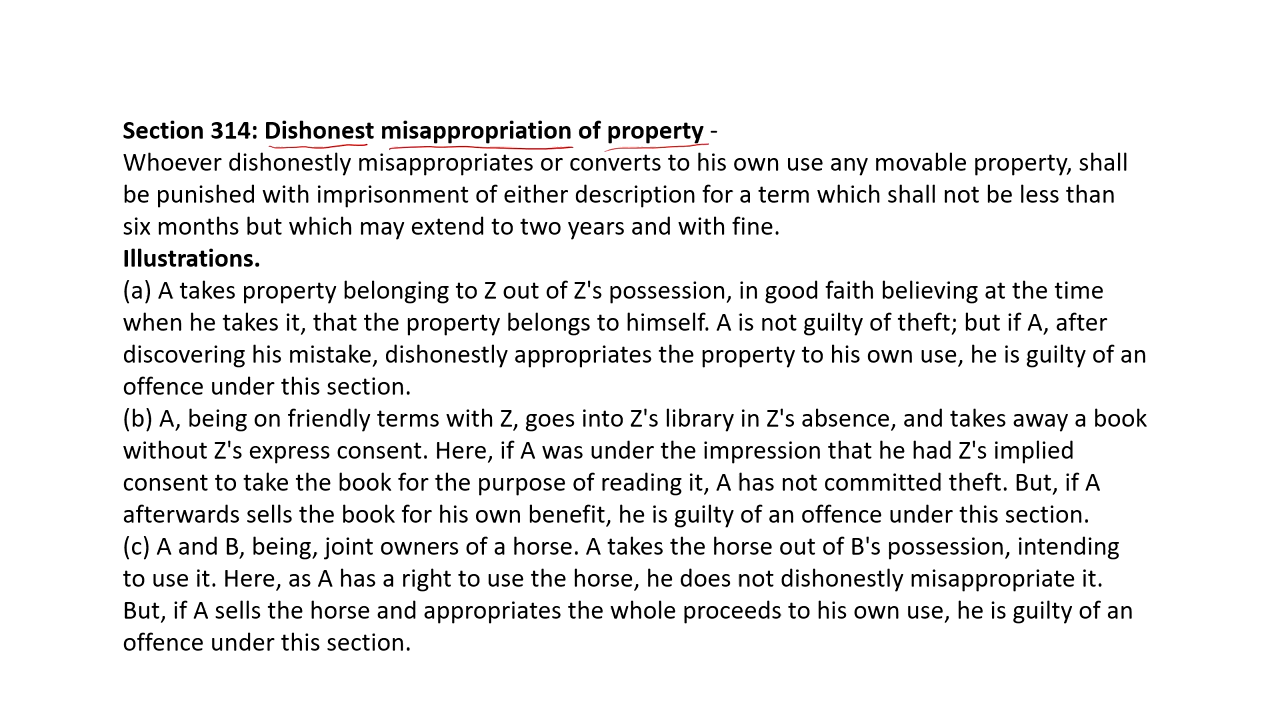 Section 314: Dishonest misappropriation of property -
Whoever dishonestly misappropriates or converts to his own use any movable property, shall
be punished with imprisonment of either description for a term which shall not be less than
six months but which may extend to two years and with fine.
Illustrations.
(a) A takes property belonging to Z out of Z's possession, in good faith believing at the time
when he takes it, that the property belongs to himself. A is not guilty of theft; but if A, after
discovering his mistake, dishonestly appropriates the property to his own use, he is guilty of an
offence under this section.
(b) A, being on friendly terms with Z, goes into Z's library in Z's absence, and takes away a book
without Z's express consent. Here, if A was under the impression that he had Z's implied
consent to take the book for the purpose of reading it, A has not committed theft. But, if A
afterwards sells the book for his own benefit, he is guilty of an offence under this section.
(c) A and B, being, joint owners of a horse. A takes the horse out of B's possession, intending
to use it. Here, as A has a right to use the horse, he does not dishonestly misappropriate it.
But, if A sells the horse and appropriates the whole proceeds to his own use, he is guilty of an
offence under this section.